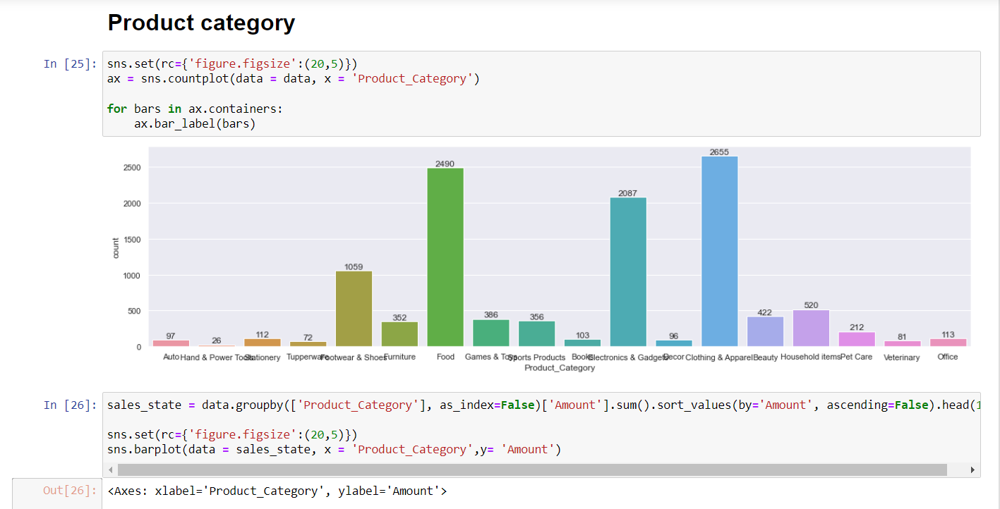 Product category
In [25]:
sns.set(rc={'figure.figsize':(20,5)})
ax = sns.countplot(data = data, x = 'Product_Category')
for bars in ax.containers:
    ax.bar_label(bars)
2655
2490
2087
1059
97 26 112 72 352 386 356 103 96 422 520 212 81 113
2500
2000
1500
1000
500
0
count
Auto Hand & Power Tools Stationery Tupperware Footwear & Shoes Furniture Food Games & Toys Sports Products Books Electronics & Gadgets Decor Clothing & Apparel Beauty Household items Pet Care Veterinary Office
Product_Category
In [26]:
sales_state = data.groupby(['Product_Category'], as_index=False)['Amount'].sum().sort_values(by='Amount', ascending=False).head(1
sns.set(rc={'figure.figsize':(20,5)})
sns.barplot(data = sales_state, x = 'Product_Category',y= 'Amount')
Out[26]:
<Axes: xlabel='Product_Category', ylabel='Amount'>